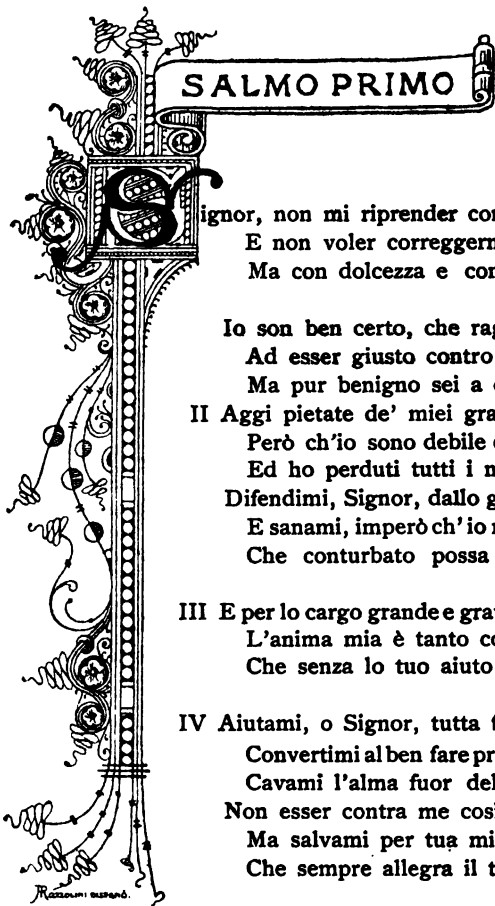 SALMO PRIMO
Signor, non mi riprender con
E non voler correggerm
Ma con dolcezza e con
Io son ben certo, che rag
Ad esser giusto contro
Ma pur benigno sei a
II Aggi pietate de' miei gra
Però ch'io sono debile
Ed ho perduti tutti i m
Difendimi, Signor, dallo g
E sanami, imperò ch'io
Che conturbato possa
III E per lo cargo grande e gra
L'anima mia è tanto co
Che senza lo tuo aiuto
IV Aiutami, o Signor, tutta f
Convertimi al ben fare pr
Cavami l'alma fuor del
Non esser contra me cosi
Ma salvami per tua mi
Che sempre allegra il t